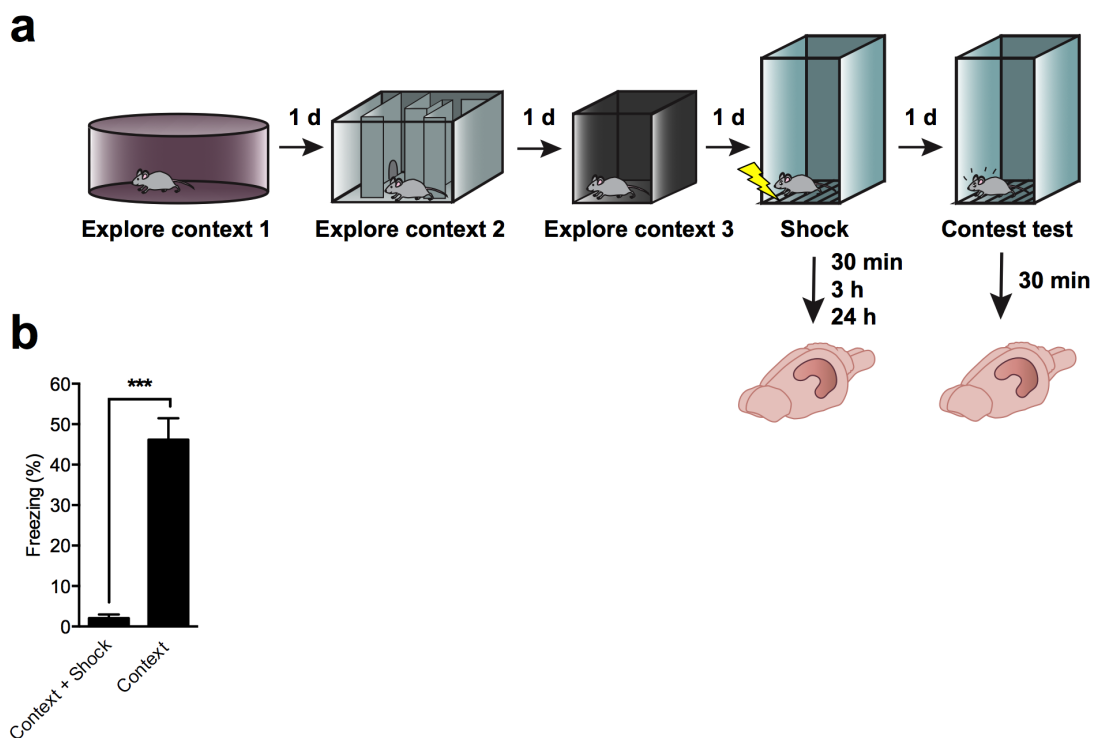 a
1 d
1 d
1 d
1 d
Explore context 1
Explore context 2
Explore context 3
Shock
Contest test
30 min
3 h
24 h
30 min
b
***
60
50
40
30
20
10
0
Freezing (%)
Context + Shock
Context